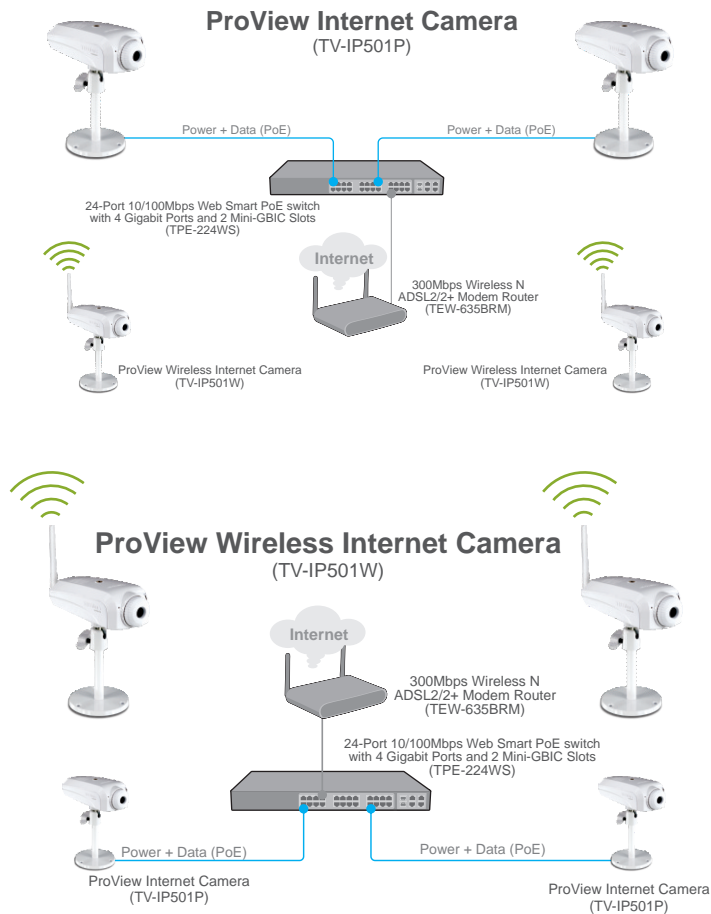 ProView Internet Camera
(TV-IP501P)
Power + Data (PoE)
Power + Data (PoE)
24-Port 10/100Mbps Web Smart PoE switch
with 4 Gigabit Ports and 2 Mini-GBIC Slots
(TPE-224WS)
Internet
300Mbps Wireless N
ADSL2/2+ Modem Router
(TEW-635BRM)
ProView Wireless Internet Camera
(TV-IP501W)
ProView Wireless Internet Camera
(TV-IP501W)
ProView Wireless Internet Camera
(TV-IP501W)
Internet
300Mbps Wireless N
ADSL2/2+ Modem Router
(TEW-635BRM)
24-Port 10/100Mbps Web Smart PoE switch
with 4 Gigabit Ports and 2 Mini-GBIC Slots
(TPE-224WS)
Power + Data (PoE)
Power + Data (PoE)
ProView Internet Camera
(TV-IP501P)
ProView Internet Camera
(TV-IP501P)